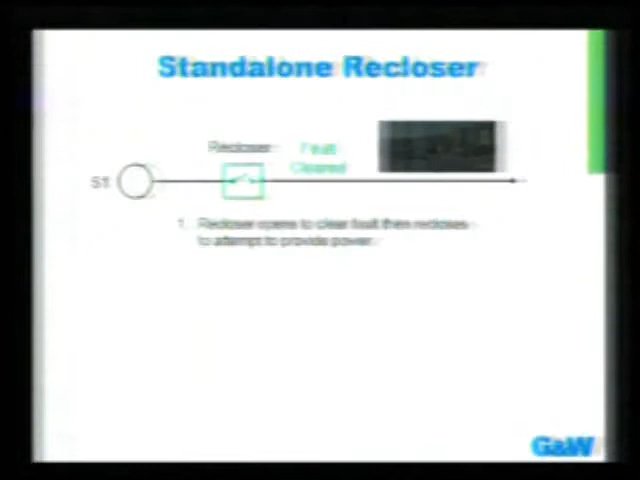 Standalone Recloser
Recloser
Fault
Cleared
S1
1. Recloser opens to clear fault then recloses
to attempt to provide power.
G&W